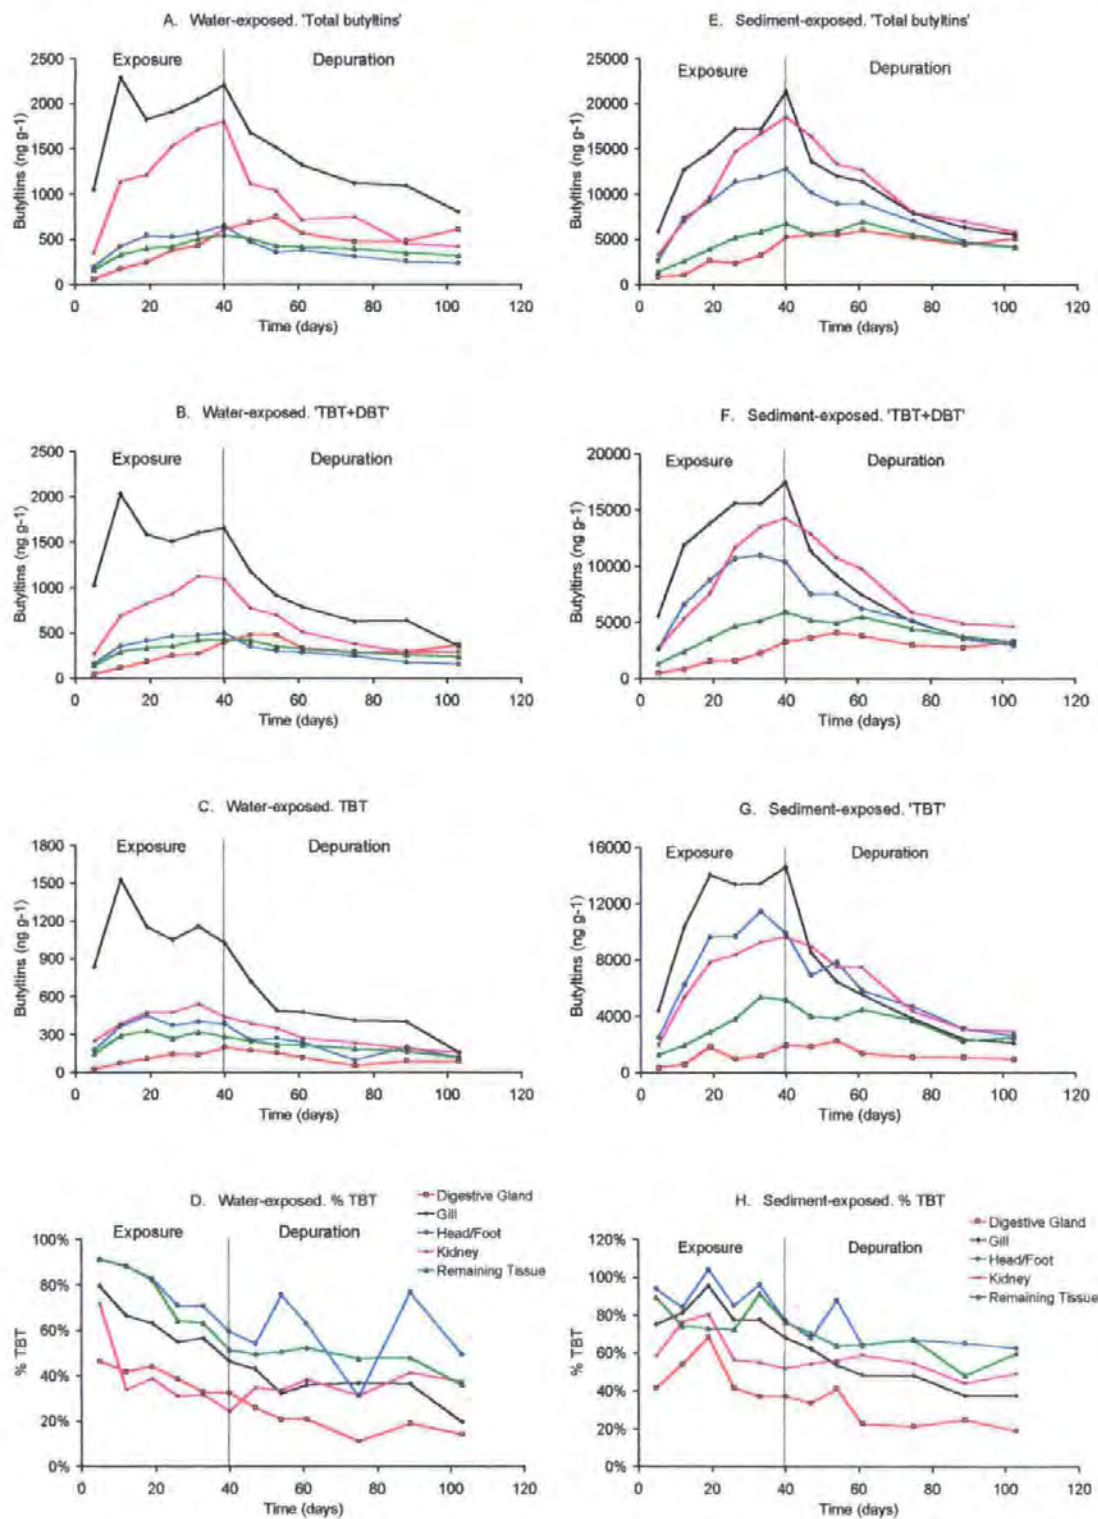 A. Water-exposed. 'Total butyltins'
Exposure Depuration
Butyltins (ng g-1)
2500
2000
1500
1000
500
0
0 20 40 60 80 100 120
Time (days)
E. Sediment-exposed. 'Total butyltins'
Exposure Depuration
Butyltins (ng g-1)
25000
20000
15000
10000
5000
0
0 20 40 60 80 100 120
Time (days)
B. Water-exposed. 'TBT+DBT'
Exposure Depuration
Butyltins (ng g-1)
2500
2000
1500
1000
500
0
0 20 40 60 80 100 120
Time (days)
F. Sediment-exposed. 'TBT+DBT'
Exposure Depuration
Butyltins (ng g-1)
20000
15000
10000
5000
0
0 20 40 60 80 100 120
Time (days)
C. Water-exposed. TBT
Exposure Depuration
Butyltins (ng g-1)
1800
1500
1200
900
600
300
0
0 20 40 60 80 100 120
Time (days)
G. Sediment-exposed. 'TBT'
Exposure Depuration
Butyltins (ng g-1)
16000
12000
8000
4000
0
0 20 40 60 80 100 120
Time (days)
D. Water-exposed. % TBT
Exposure Depuration
Digestive Gland
Gill
Head/Foot
Kidney
Remaining Tissue
% TBT
100%
80%
60%
40%
20%
0%
0 20 40 60 80 100 120
Time (days)
H. Sediment-exposed. % TBT
Exposure Depuration
Digestive Gland
Gill
Head/Foot
Kidney
Remaining Tissue
% TBT
120%
100%
80%
60%
40%
20%
0%
0 20 40 60 80 100 120
Time (days)